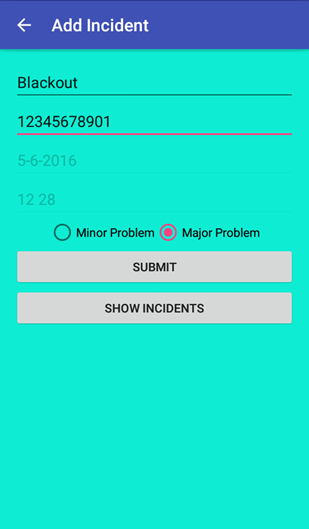 Add Incident
Blackout
12345678901
5-6-2016
12 28
Minor Problem Major Problem
SUBMIT
SHOW INCIDENTS